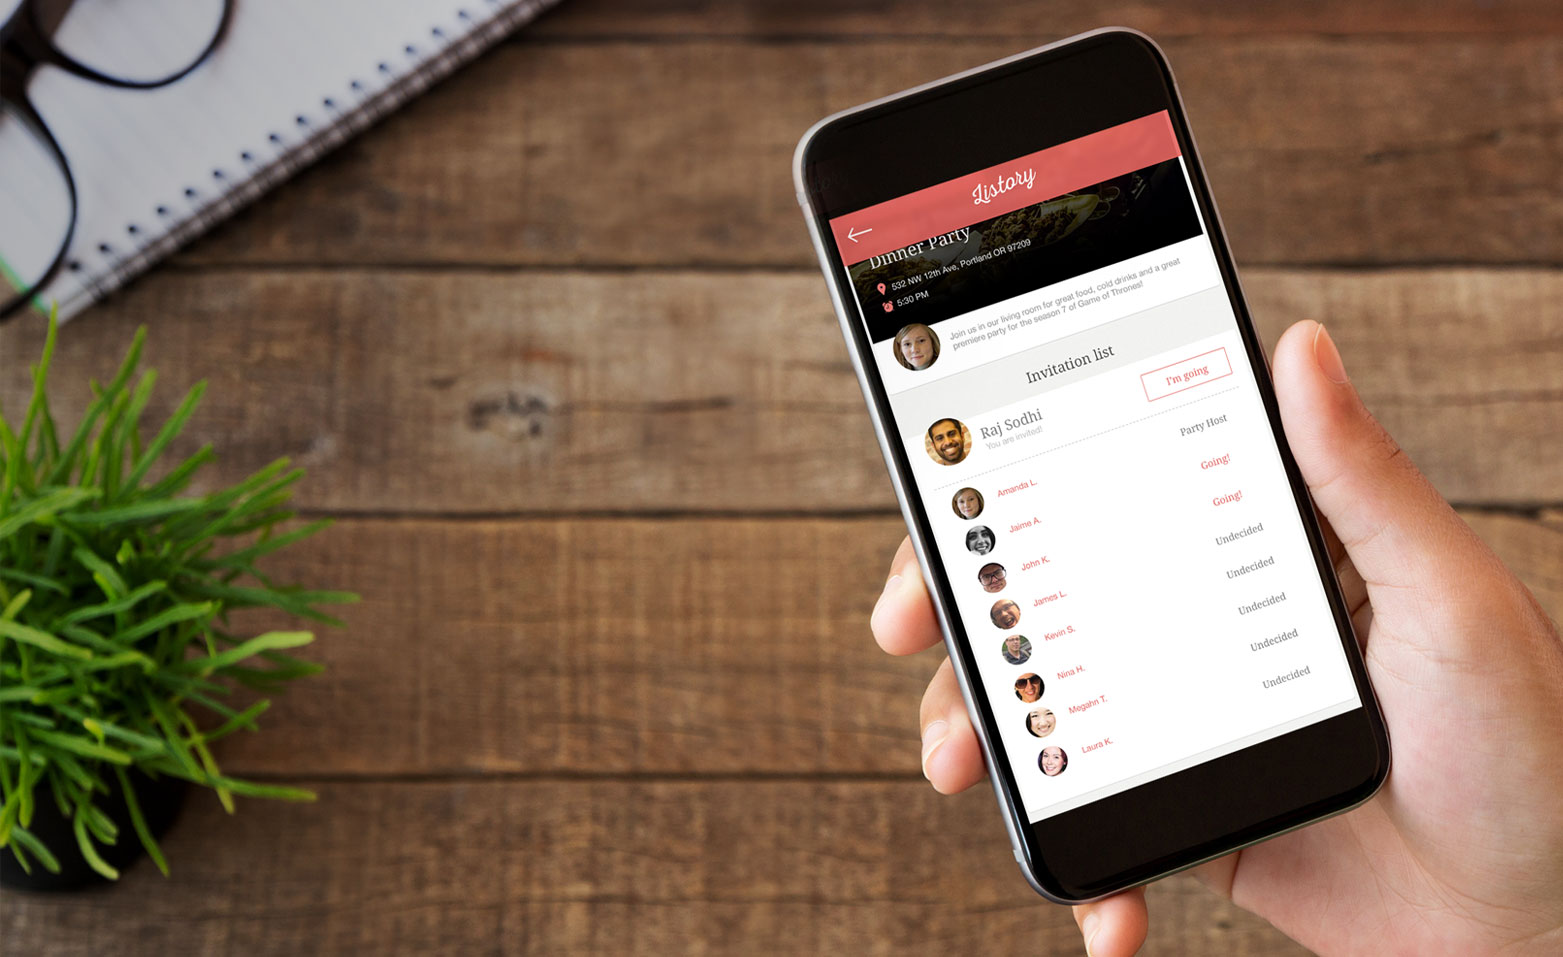 Listory
Dinner Party
532 NW 12th Ave, Portland OR 97209
5:30 PM
Join us in our living room for great food, cold drinks and a great
premiere party for the season 7 of Game of Thrones!
Invitation list
Raj Sodhi
You are invited!
I'm going
Amanda L. Party Host
Jaime A. Going!
John K. Going!
James L. Undecided
Kevin S. Undecided
Nina H. Undecided
Megahn T. Undecided
Laura K. Undecided